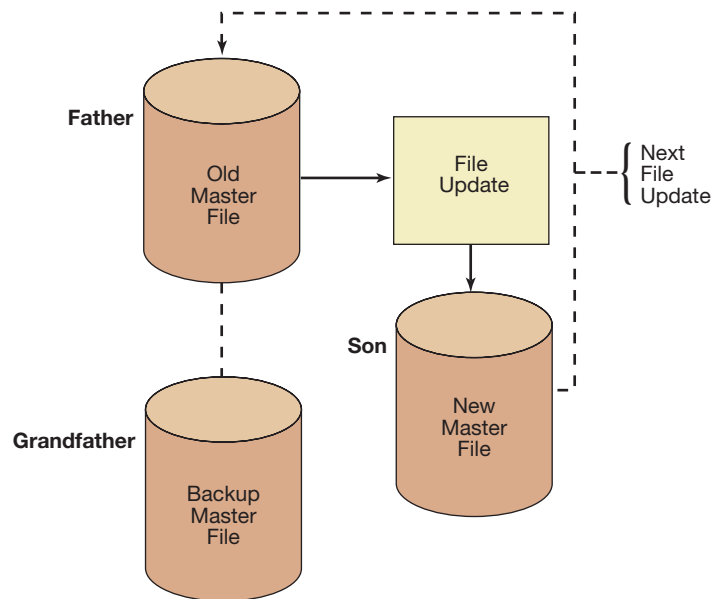 Father
Old
Master
File
File
Update
Next
File
Update
Son
New
Master
File
Grandfather
Backup
Master
File